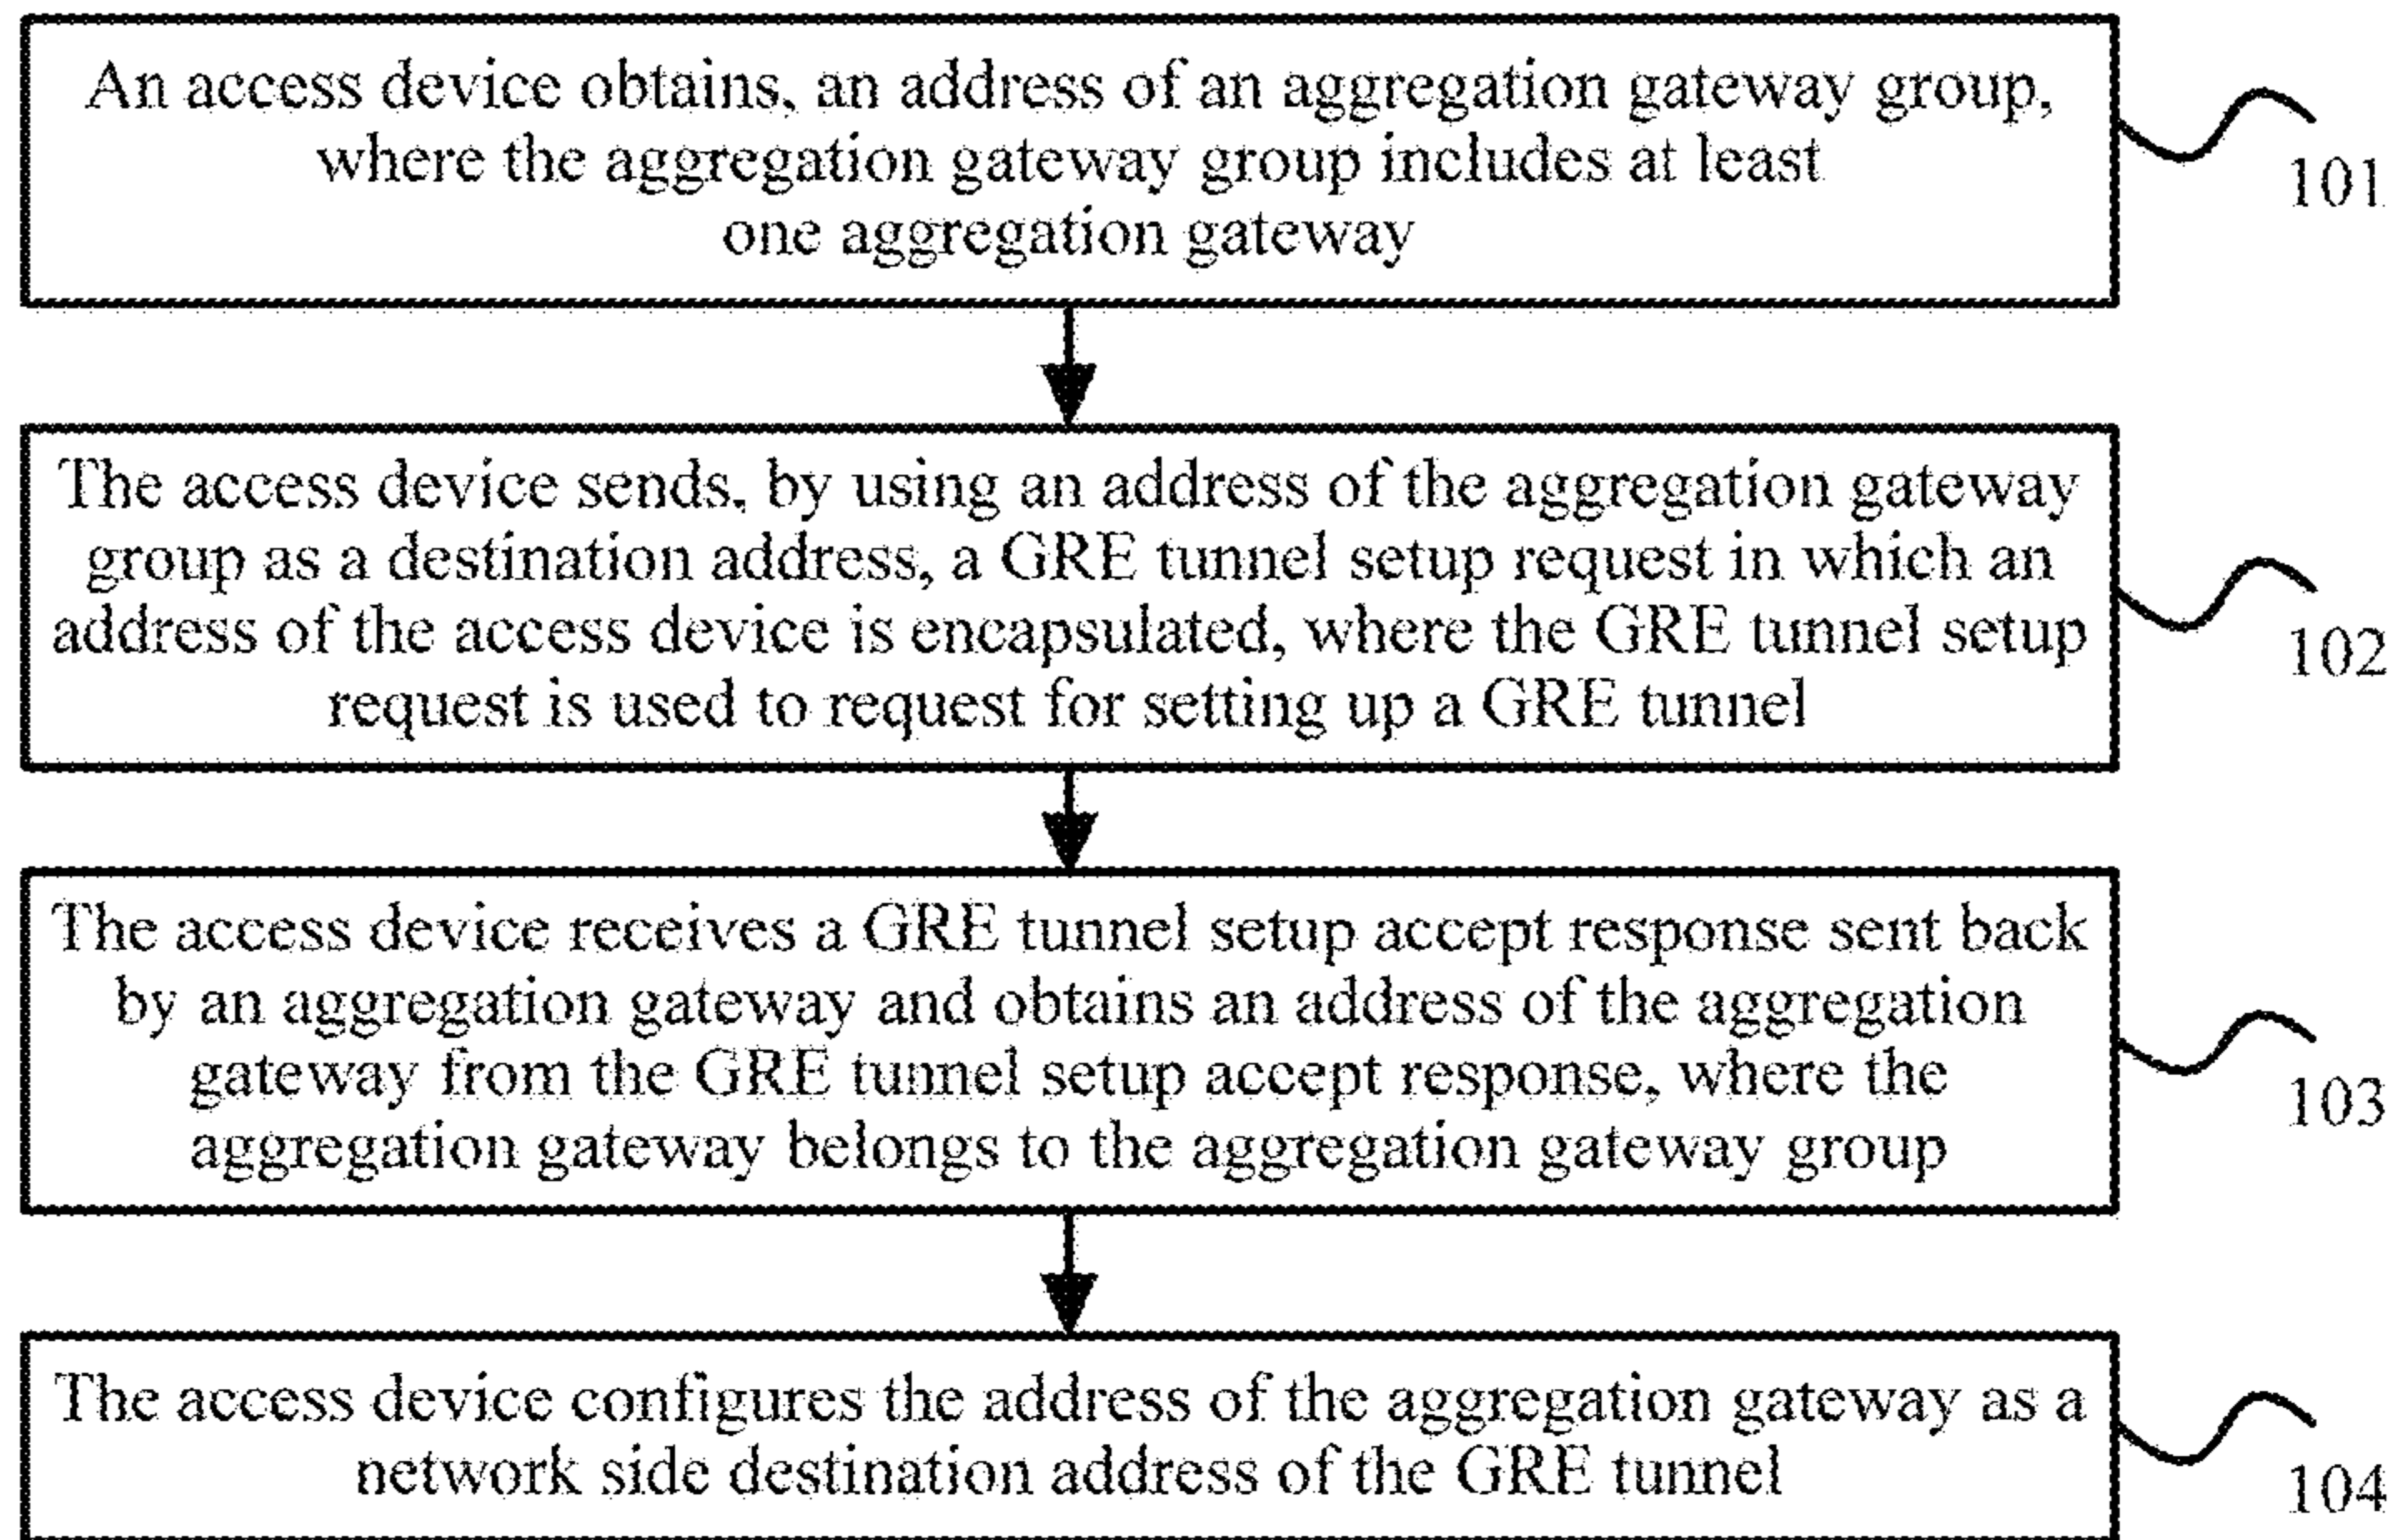 An access device obtains, an address of an aggregation gateway group,
where the aggregation gateway group includes at least
one aggregation gateway
101
The access device sends, by using an address of the aggregation gateway
group as a destination address, a GRE tunnel setup request in which an
address of the access device is encapsulated, where the GRE tunnel setup
request is used to request for setting up a GRE tunnel
102
The access device receives a GRE tunnel setup accept response sent back
by an aggregation gateway and obtains an address of the aggregation
gateway from the GRE tunnel setup accept response, where the
aggregation gateway belongs to the aggregation gateway group
103
The access device configures the address of the aggregation gateway as a
network side destination address of the GRE tunnel
104